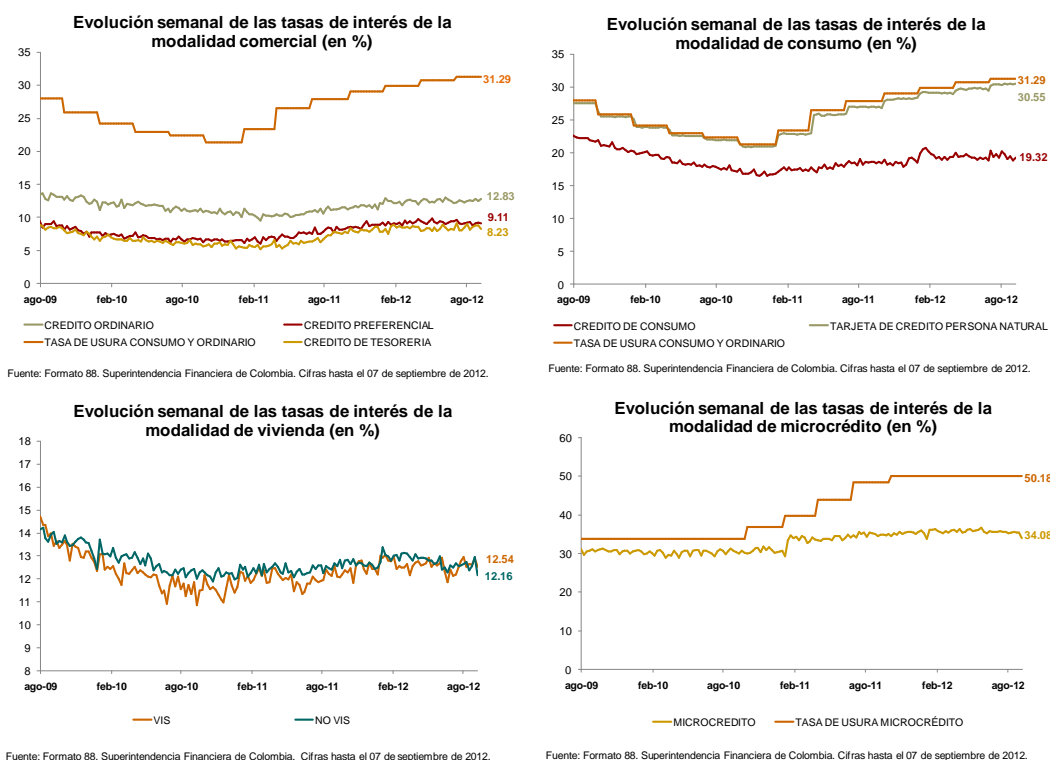 Evolución semanal de las tasas de interés de la
modalidad comercial (en %)
35
30
25
20
15
10
5
0
31.29
12.83
9.11
8.23
ago-09 feb-10 ago-10 feb-11 ago-11 feb-12 ago-12
CREDITO ORDINARIO CREDITO PREFERENCIAL
TASA DE USURA CONSUMO Y ORDINARIO CREDITO DE TESORERIA
Fuente: Formato 88. Superintendencia Financiera de Colombia. Cifras hasta el 07 de septiembre de 2012.
Evolución semanal de las tasas de interés de la
modalidad de consumo (en %)
35
30
25
20
15
10
5
0
31.29
30.55
19.32
ago-09 feb-10 ago-10 feb-11 ago-11 feb-12 ago-12
CREDITO DE CONSUMO TARJETA DE CREDITO PERSONA NATURAL
TASA DE USURA CONSUMO Y ORDINARIO
Fuente: Formato 88. Superintendencia Financiera de Colombia. Cifras hasta el 07 de septiembre de 2012.
Evolución semanal de las tasas de interés de la
modalidad de vivienda (en %)
18
17
16
15
14
13
12
11
10
9
8
12.54
12.16
ago-09 feb-10 ago-10 feb-11 ago-11 feb-12 ago-12
VIS NO VIS
Fuente: Formato 88. Superintendencia Financiera de Colombia. Cifras hasta el 07 de septiembre de 2012.
Evolución semanal de las tasas de interés de la
modalidad de microcrédito (en %)
60
50
40
30
20
10
0
50.18
34.08
ago-09 feb-10 ago-10 feb-11 ago-11 feb-12 ago-12
MICROCREDITO TASA DE USURA MICROCRÉDITO
Fuente: Formato 88. Superintendencia Financiera de Colombia. Cifras hasta el 07 de septiembre de 2012.